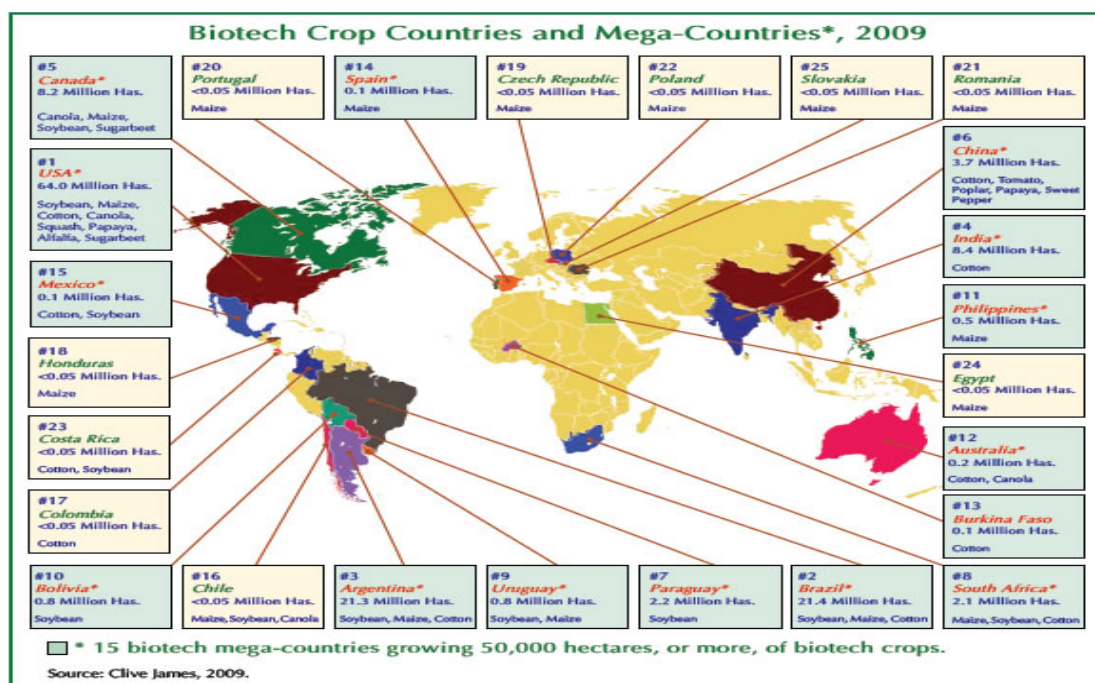 Biotech Crop Countries and Mega-Countries*, 2009
#5
Canada*
8.2 Million Has.
Canola, Maize,
Soybean, Sugarbeet
#20
Portugal
<0.05 Million Has.
Maize
#14
Spain*
0.1 Million Has.
Maize
#19
Czech Republic
<0.05 Million Has.
Maize
#22
Poland
<0.05 Million Has.
Maize
#25
Slovakia
<0.05 Million Has.
Maize
#21
Romania
<0.05 Million Has.
Maize
#1
USA*
64.0 Million Has.
Soybean, Maize,
Cotton, Canola,
Squash, Papaya,
Alfalfa, Sugarbeet
#15
Mexico*
0.1 Million Has.
Cotton, Soybean
#18
Honduras
<0.05 Million Has.
Maize
#23
Costa Rica
<0.05 Million Has.
Cotton, Soybean
#17
Colombia
<0.05 Million Has.
Cotton
#6
China*
3.7 Million Has.
Cotton, Tomato,
Poplar, Papaya, Sweet
Pepper
#4
India*
8.4 Million Has.
Cotton
#11
Philippines*
0.5 Million Has.
Maize
#24
Egypt
<0.05 Million Has.
Maize
#12
Australia*
0.2 Million Has.
Cotton, Canola
#13
Burkina Faso
0.1 Million Has.
Cotton
#10
Bolivia*
0.8 Million Has.
Soybean
#16
Chile
<0.05 Million Has.
Maize, Soybean, Canola
#3
Argentina*
21.3 Million Has.
Soybean, Maize, Cotton
#9
Uruguay*
0.8 Million Has.
Soybean, Maize
#7
Paraguay*
2.2 Million Has.
Soybean
#2
Brazil*
21.4 Million Has.
Soybean, Maize, Cotton
#8
South Africa*
2.1 Million Has.
Maize, Soybean, Cotton
* 15 biotech mega-countries growing 50,000 hectares, or more, of biotech crops.
Source: Clive James, 2009.